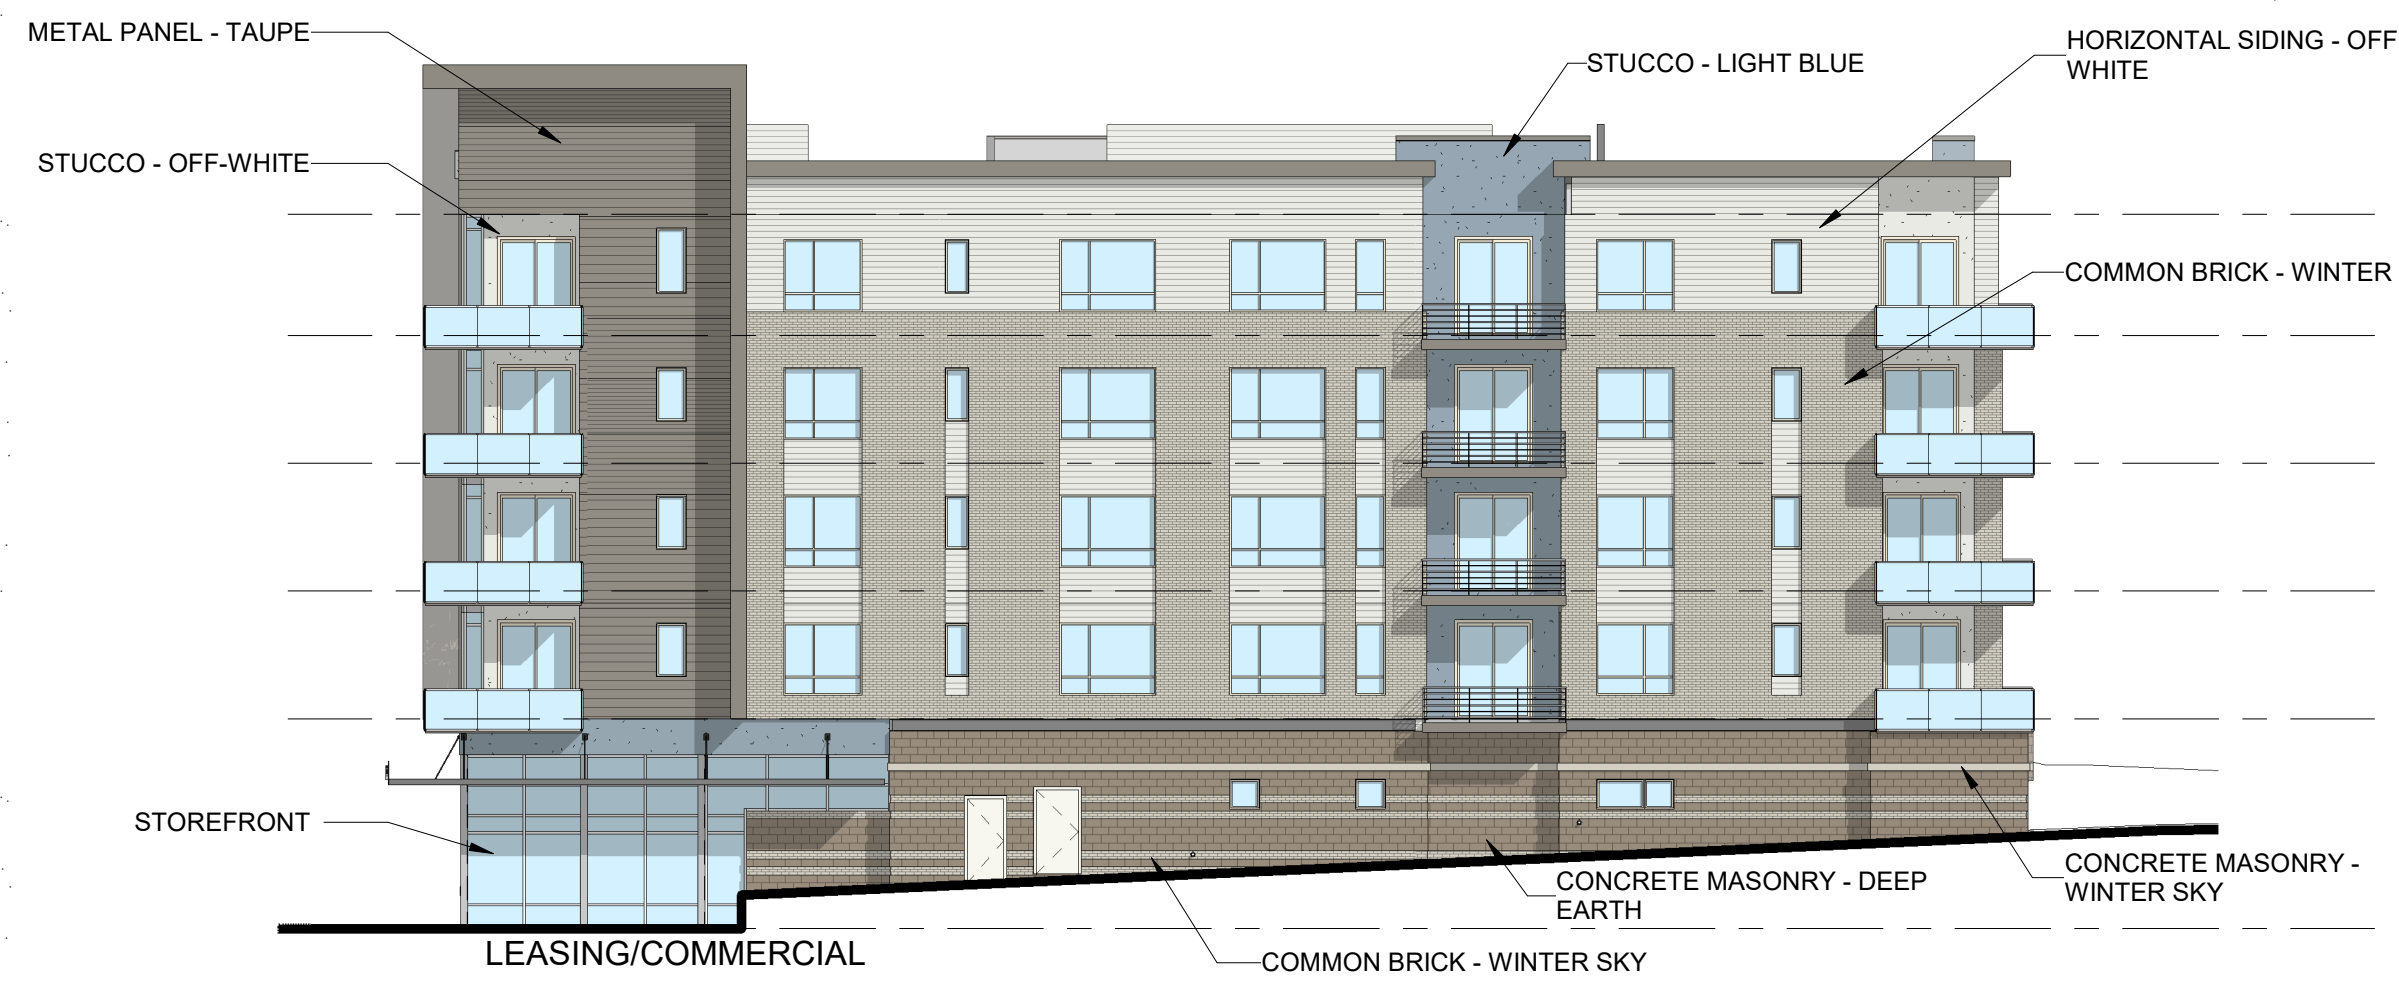 METAL PANEL - TAUPE
STUCCO - LIGHT BLUE
HORIZONTAL SIDING - OFF
WHITE
STUCCO - OFF-WHITE
COMMON BRICK - WINTER
STOREFRONT
CONCRETE MASONRY -
WINTER SKY
CONCRETE MASONRY - DEEP
EARTH
LEASING/COMMERCIAL
COMMON BRICK - WINTER SKY